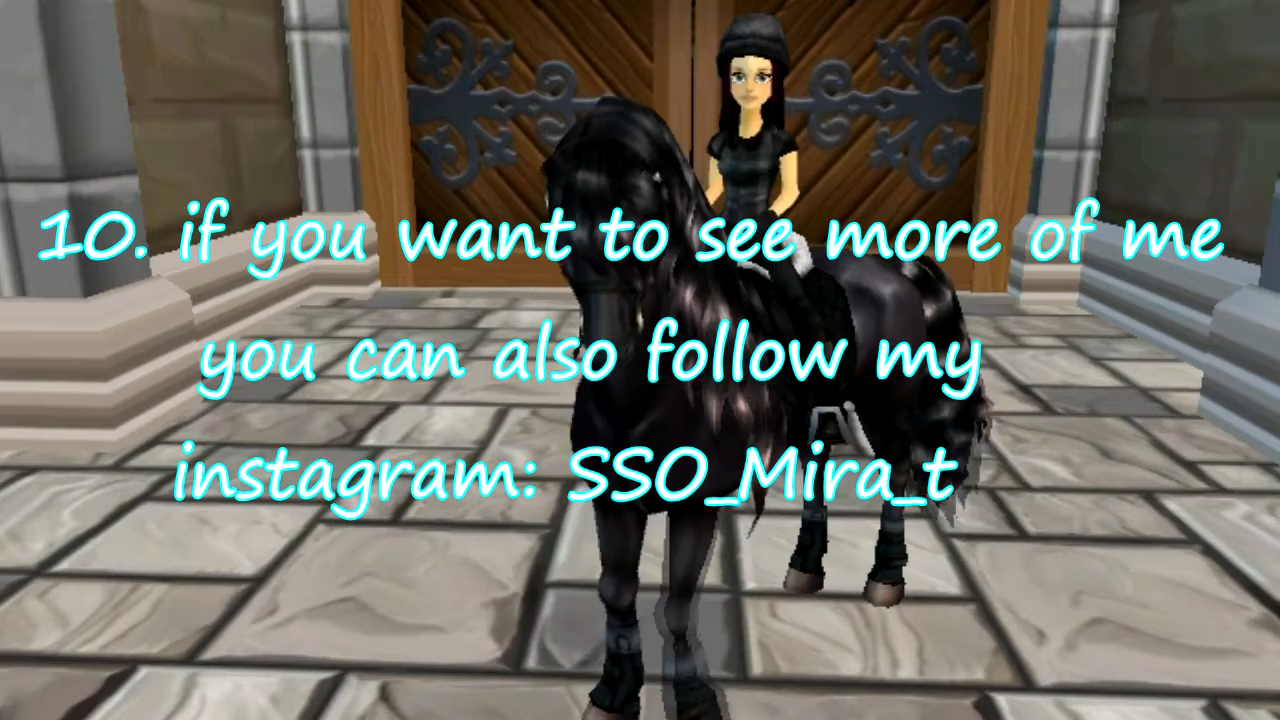 10. if you want to see more of me
you can also follow my
instagram: SSO_Mira_t